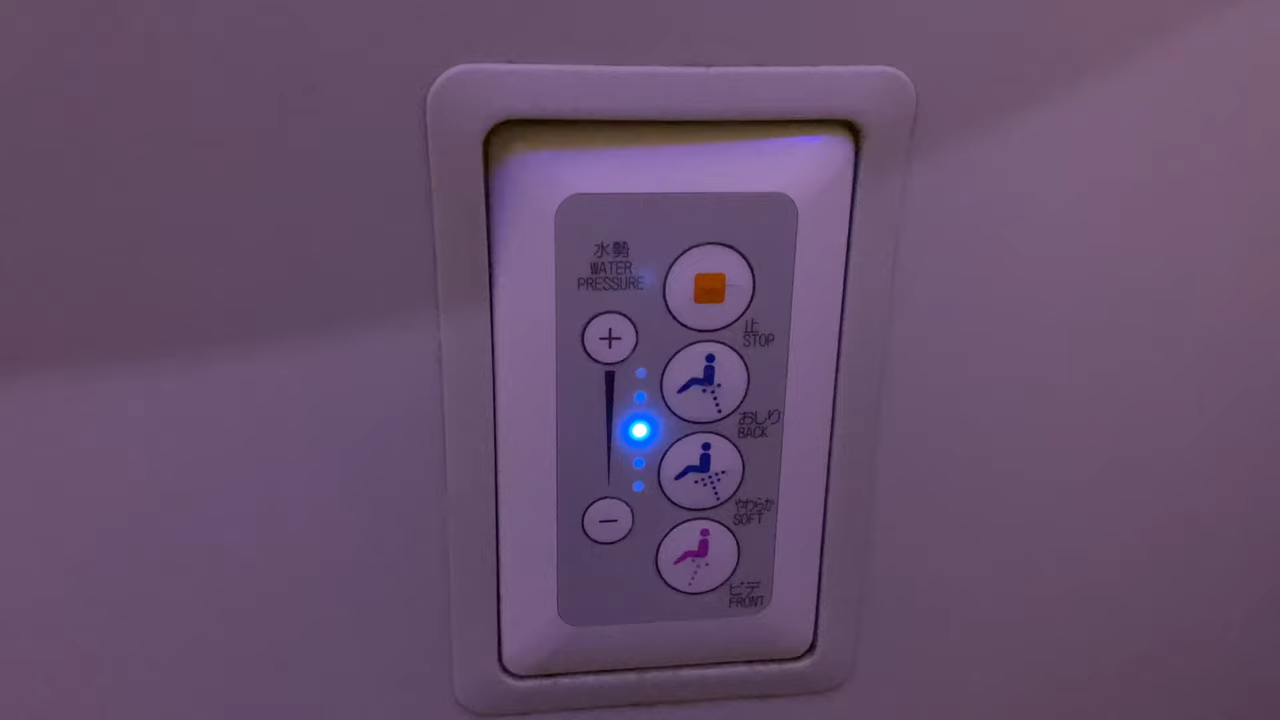 水勢
WATER
PRESSURE
止
STOP
おしり
BACK
やわらか
SOFT
ビデ
FRONT